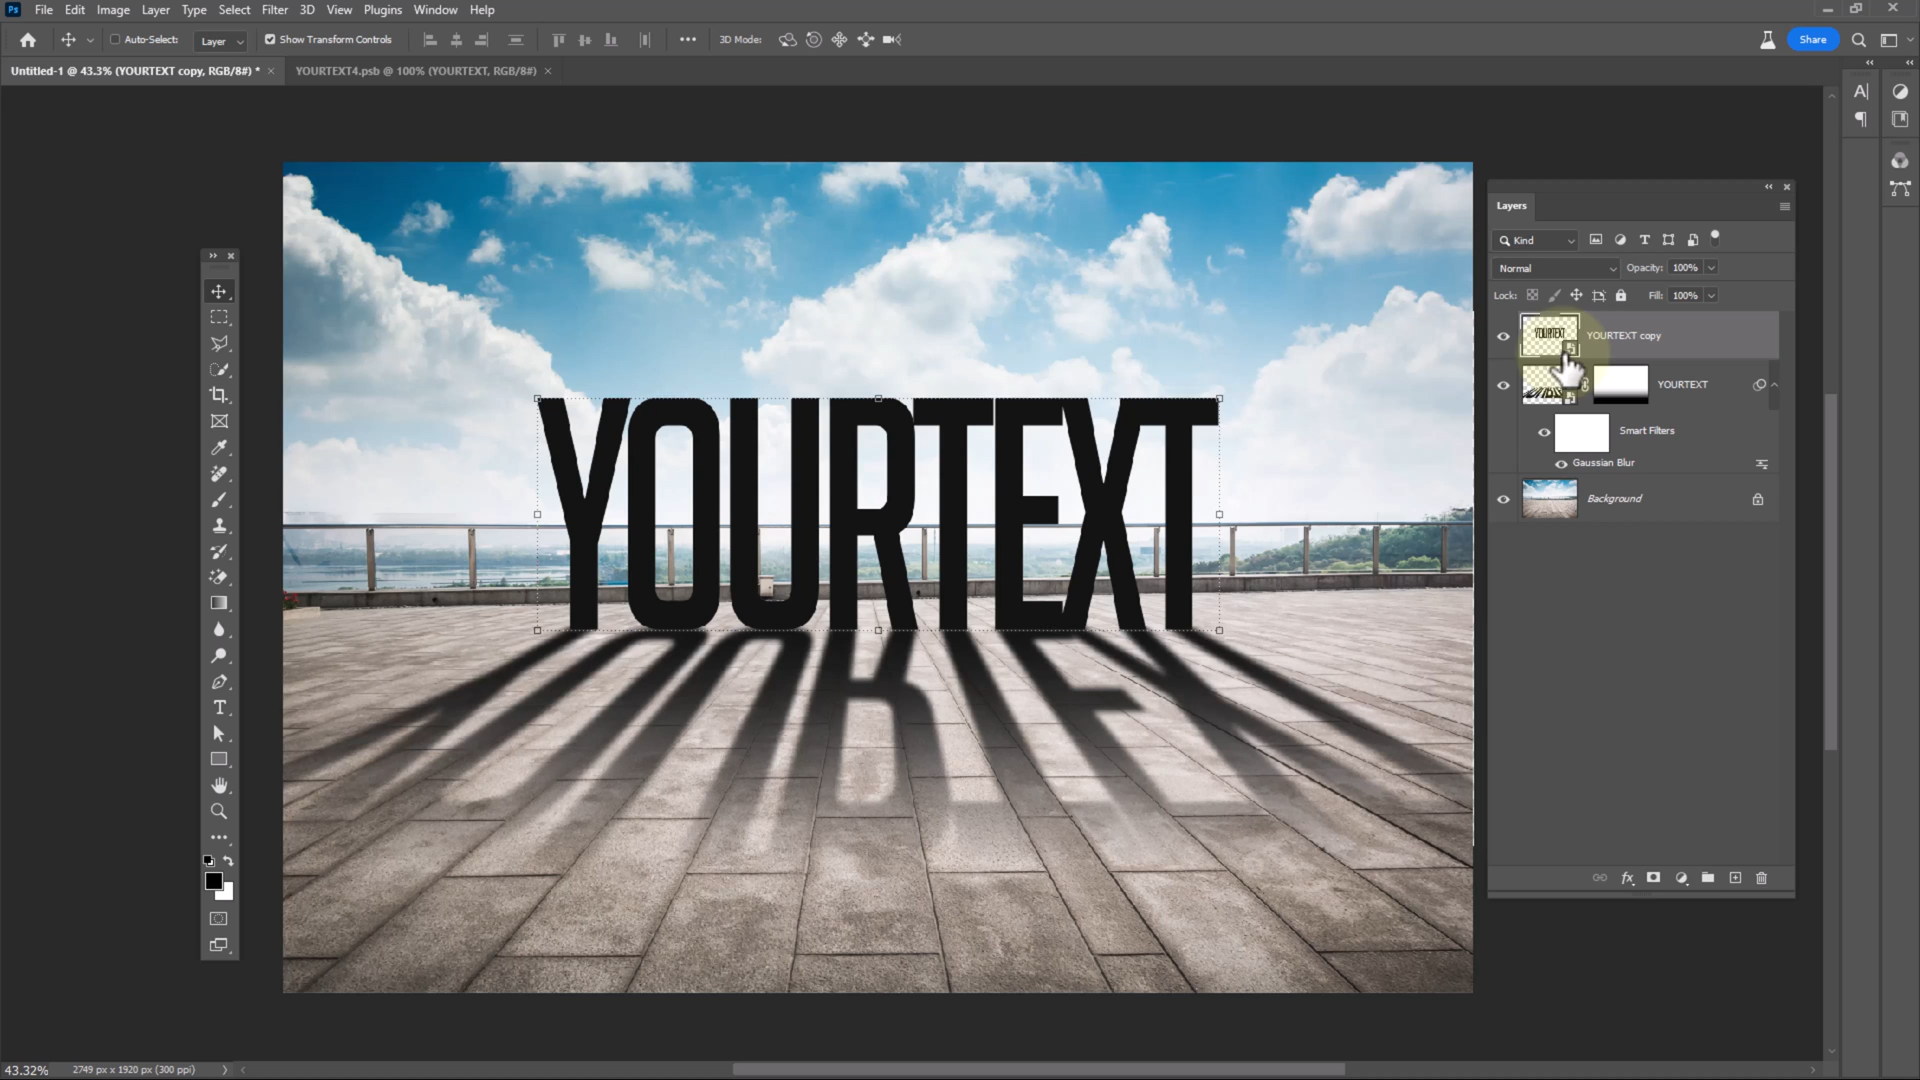 Ps File Edit Image Layer Type Select Filter 3D View Plugins Window Help
Auto-Select: Layer Show Transform Controls 3D Mode: Share
Untitled-1 @ 43.3% (YOURTEXT copy, RGB/8#) * × YOURTEXT4.psb @ 100% (YOURTEXT, RGB/8#) ×
Layers
Kind
Normal Opacity: 100%
Lock: Fill: 100%
YOURTEXT YOURTEXT copy
YOURTEXT
Smart Filters
Gaussian Blur
Background
YOURTEXT
43.32% 2749 px x 1920 px (300 ppi)